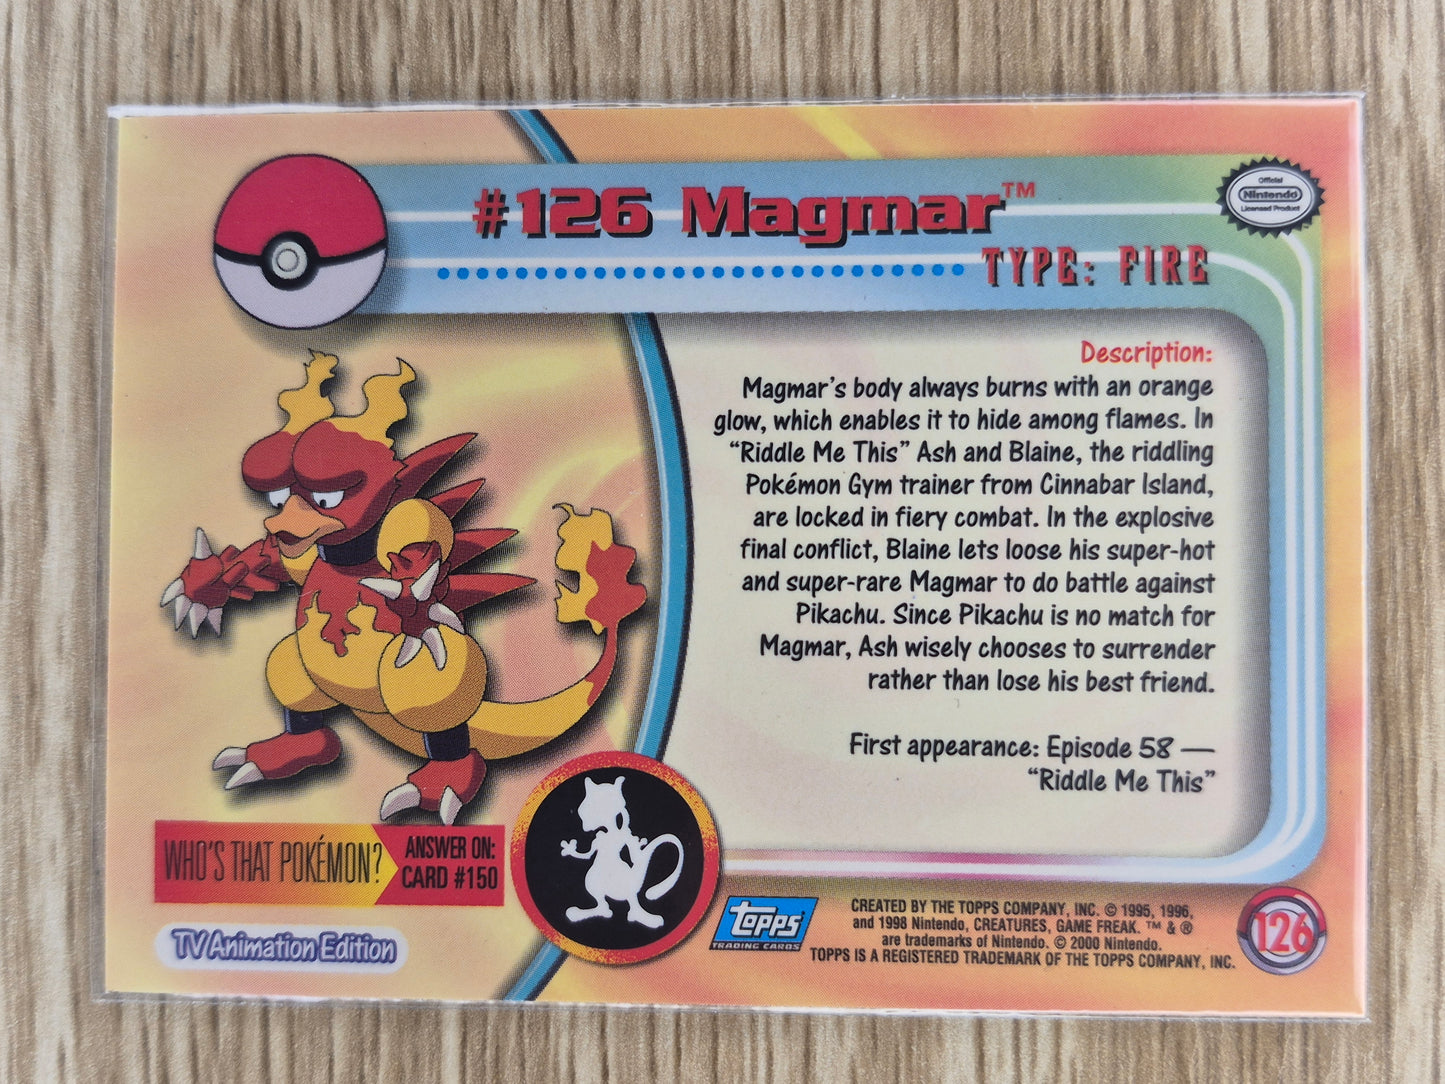 #126 Magmar™
TYPE: FIRE
Official
Nintendo
Licensed Product
Description:
Magmar's body always burns with an orange
glow, which enables it to hide among flames. In
“Riddle Me This” Ash and Blaine, the riddling
Pokémon Gym trainer from Cinnabar Island,
are locked in fiery combat. In the explosive
final conflict, Blaine lets loose his super-hot
and super-rare Magmar to do battle against
Pikachu. Since Pikachu is no match for
Magmar, Ash wisely chooses to surrender
rather than lose his best friend.
First appearance: Episode 58 —
“Riddle Me This”
WHO'S THAT POKÉMON?
ANSWER ON:
CARD #150
TV Animation Edition
TOPPS
TRADING CARDS
CREATED BY THE TOPPS COMPANY, INC. © 1995, 1996,
and 1998 Nintendo, CREATURES, GAME FREAK. ™ & ®
are trademarks of Nintendo. © 2000 Nintendo.
TOPPS IS A REGISTERED TRADEMARK OF THE TOPPS COMPANY, INC.
126